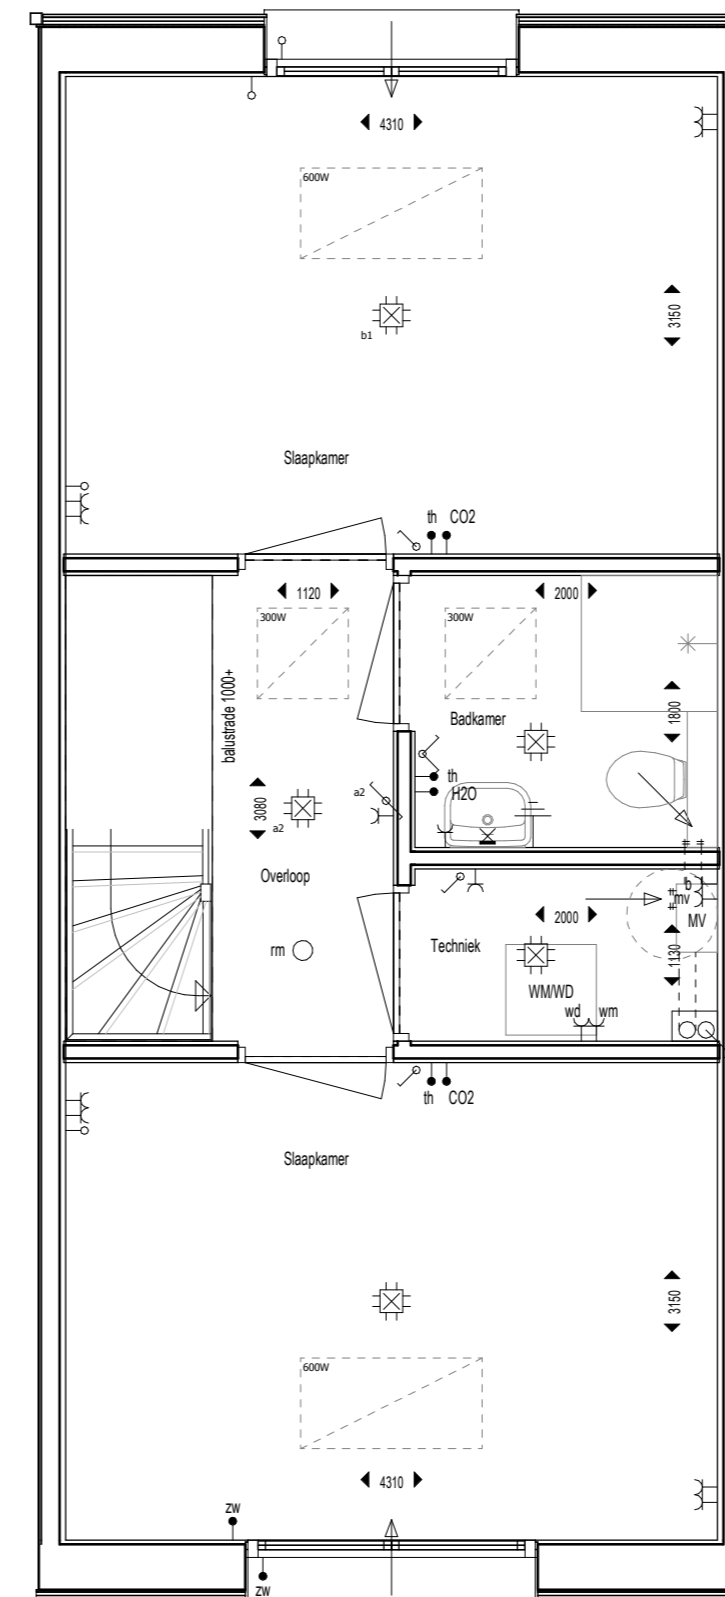 4310
600W
3150
b1
Slaapkamer
th CO2
1120
2000
300W
300W
balustrade 1000+
1800
Badkamer
th
H2O
a2
3080
a2
Overloop
mv
MV
2000
1130
Techniek
rm
WM/WD
wd wm
th CO2
Slaapkamer
3150
600W
4310
zw
zw